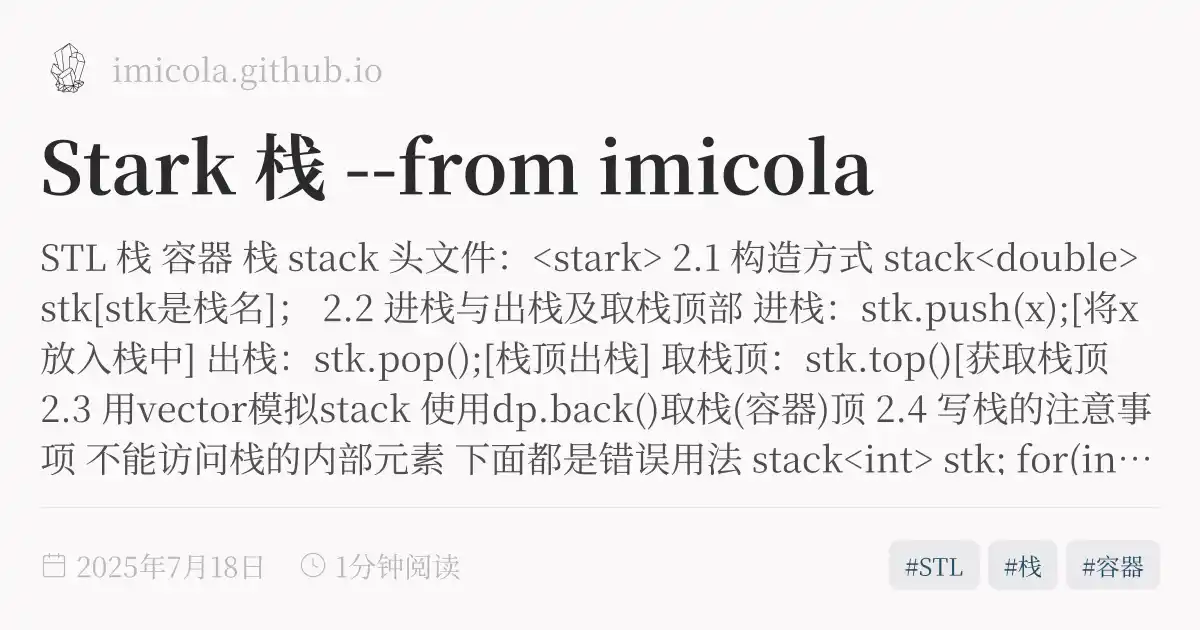 imicola.github.io
Stark 栈 --from imicola
STL 栈 容器 栈 stack 头文件：<stark> 2.1 构造方式 stack<double>
stk[stk是栈名]； 2.2 进栈与出栈及取栈顶部 进栈：stk.push(x);[将x
放入栈中] 出栈：stk.pop();[栈顶出栈] 取栈顶：stk.top()[获取栈顶
2.3 用vector模拟stack 使用dp.back()取栈(容器)顶 2.4 写栈的注意事
项 不能访问栈的内部元素 下面都是错误用法 stack<int> stk; for(in…
2025年7月18日 1分钟阅读 #STL #栈 #容器